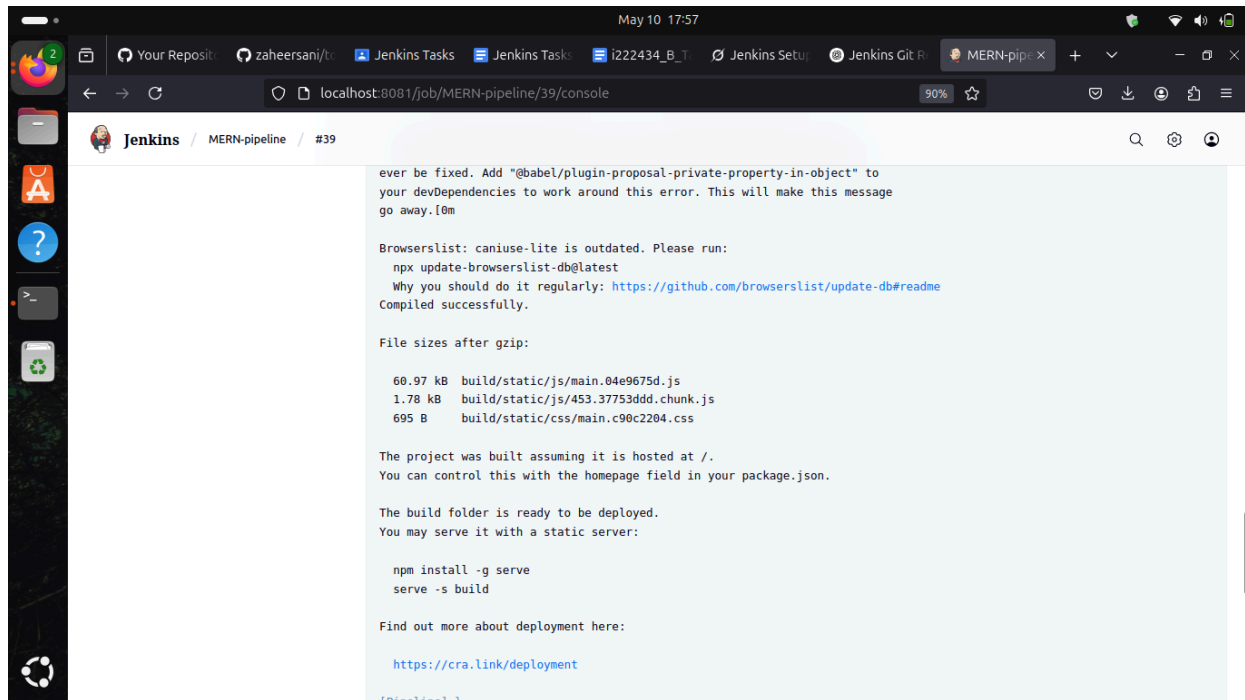 May 10 17:57
2
Your Reposit
zaheersani/to
Jenkins Tasks
Jenkins Tasks
i222434_B_T
Jenkins Setup
Jenkins Git R
MERN-pipe
localhost:8081/job/MERN-pipeline/39/console
90%
Jenkins / MERN-pipeline / #39
ever be fixed. Add "@babel/plugin-proposal-private-property-in-object" to
your devDependencies to work around this error. This will make this message
go away.[0m
Browserslist: caniuse-lite is outdated. Please run:
npx update-browserslist-db@latest
Why you should do it regularly: https://github.com/browserslist/update-db#readme
Compiled successfully.
File sizes after gzip:
60.97 kB build/static/js/main.04e9675d.js
1.78 kB build/static/js/453.37753ddd.chunk.js
695 B build/static/css/main.c90c2204.css
The project was built assuming it is hosted at /.
You can control this with the homepage field in your package.json.
The build folder is ready to be deployed.
You may serve it with a static server:
npm install -g serve
serve -s build
Find out more about deployment here:
https://cra.link/deployment